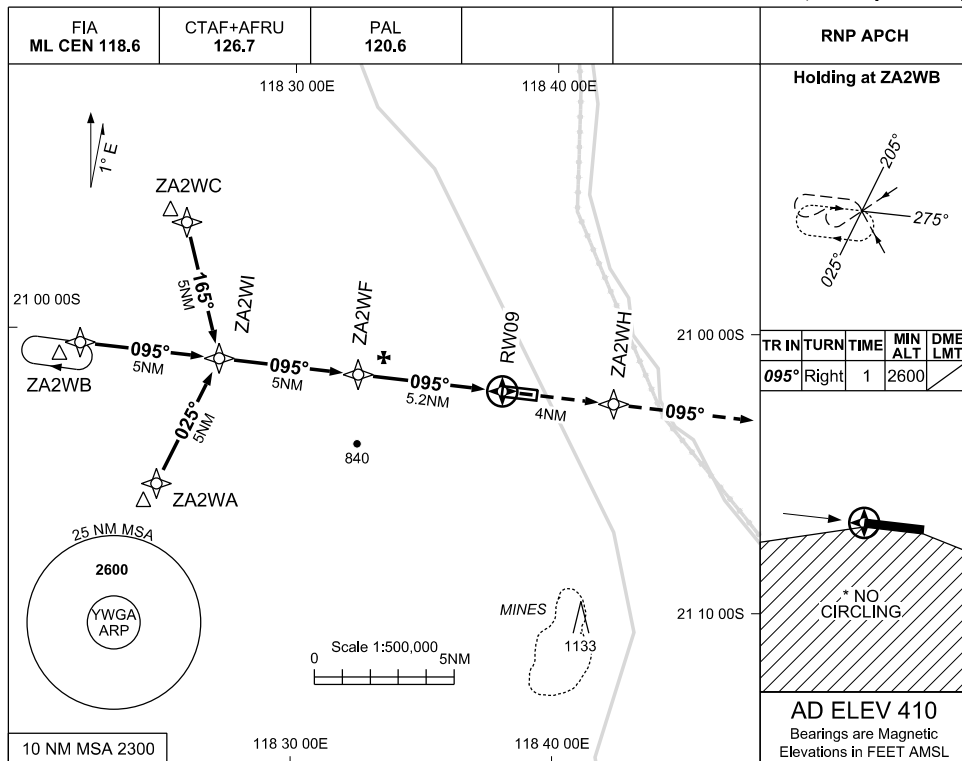 FIA
ML CEN 118.6
CTAF+AFRU
126.7
PAL
120.6
RNP APCH
118 30 00E
118 40 00E
1° E
ZA2WC
165°
5NM
21 00 00S
ZA2WI
ZA2WF
RW09
ZA2WH
21 00 00S
ZA2WB
095°
5NM
095°
5NM
095°
5.2NM
4NM
095°
025°
5NM
840
ZA2WA
25 NM MSA
2600
YWGA
ARP
Scale 1:500,000
0
5NM
MINES
1133
21 10 00S
10 NM MSA 2300
118 30 00E
118 40 00E
Holding at ZA2WB
205°
275°
025°
TR IN TURN TIME MIN ALT DME LMT
095° Right 1 2600
* NO
CIRCLING
AD ELEV 410
Bearings are Magnetic
Elevations in FEET AMSL